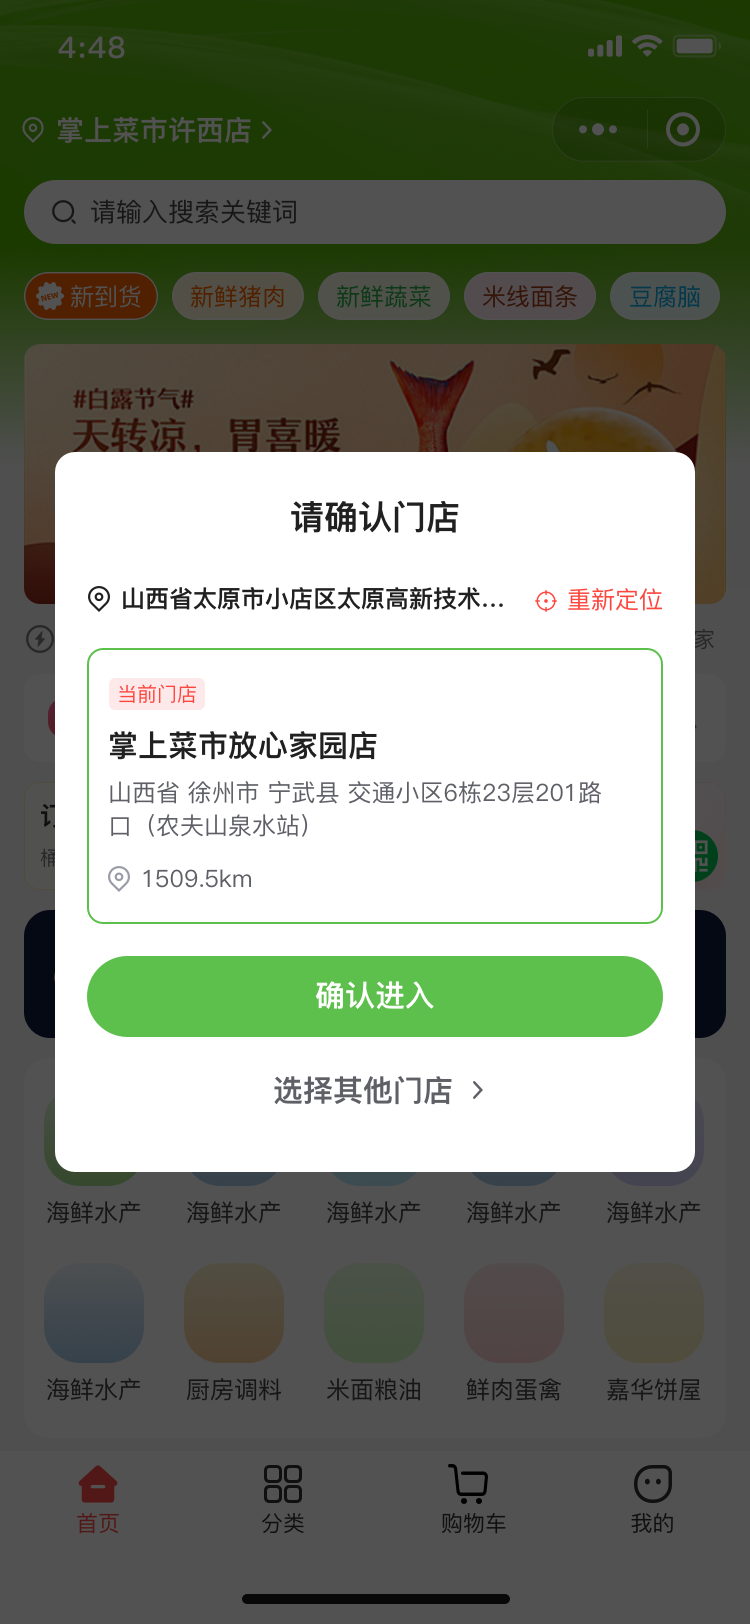 4:48
掌上菜市许西店
请输入搜索关键词
NEW 新到货 新鲜猪肉 新鲜蔬菜 米线面条 豆腐脑
#白露节气#
天转凉，胃喜暖
请确认门店
山西省太原市小店区太原高新技术... 重新定位
家
当前门店
掌上菜市放心家园店
山西省 徐州市 宁武县 交通小区6栋23层201路
口（农夫山泉水站）
1509.5km
确认进入
选择其他门店
海鲜水产 海鲜水产 海鲜水产 海鲜水产 海鲜水产
海鲜水产 厨房调料 米面粮油 鲜肉蛋禽 嘉华饼屋
首页 分类 购物车 我的